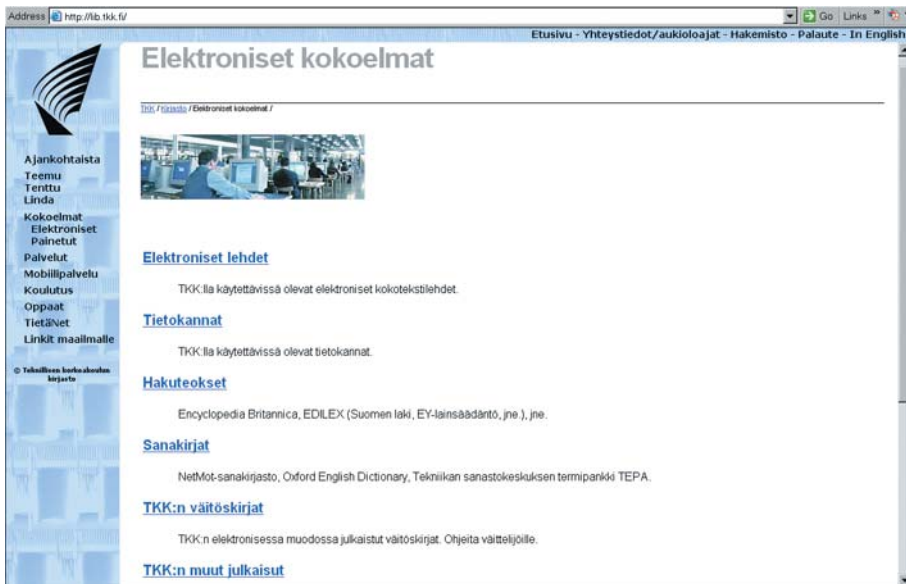 Address http://lib.tkk.fi/ Go Links »
Etusivu - Yhteystiedot/aukioloajat - Hakemisto - Palaute - In English
Elektroniset kokoelmat
TKK / Kirjasto / Elektroniset kokoelmat /
Ajankohtaista
Teemu
Tenttu
Linda
Kokoelmat
Elektroniset
Painetut
Palvelut
Mobiilipalvelu
Koulutus
Oppaat
TietäNet
Linkit maailmalle
© Teknillisen korkeakoulun
kirjasto
Elektroniset lehdet
TKK:lla käytettävissä olevat elektroniset kokotekstilehdet.
Tietokannat
TKK:lla käytettävissä olevat tietokannat.
Hakuteokset
Encyclopedia Britannica, EDILEX (Suomen laki, EY-lainsäädäntö, jne.), jne.
Sanakirjat
NetMot-sanakirjasto, Oxford English Dictionary, Tekniikan sanastokeskuksen termipankki TEPA.
TKK:n väitöskirjat
TKK:n elektronisessa muodossa julkaistut väitöskirjat. Ohjeita väittelijöille.
TKK:n muut julkaisut